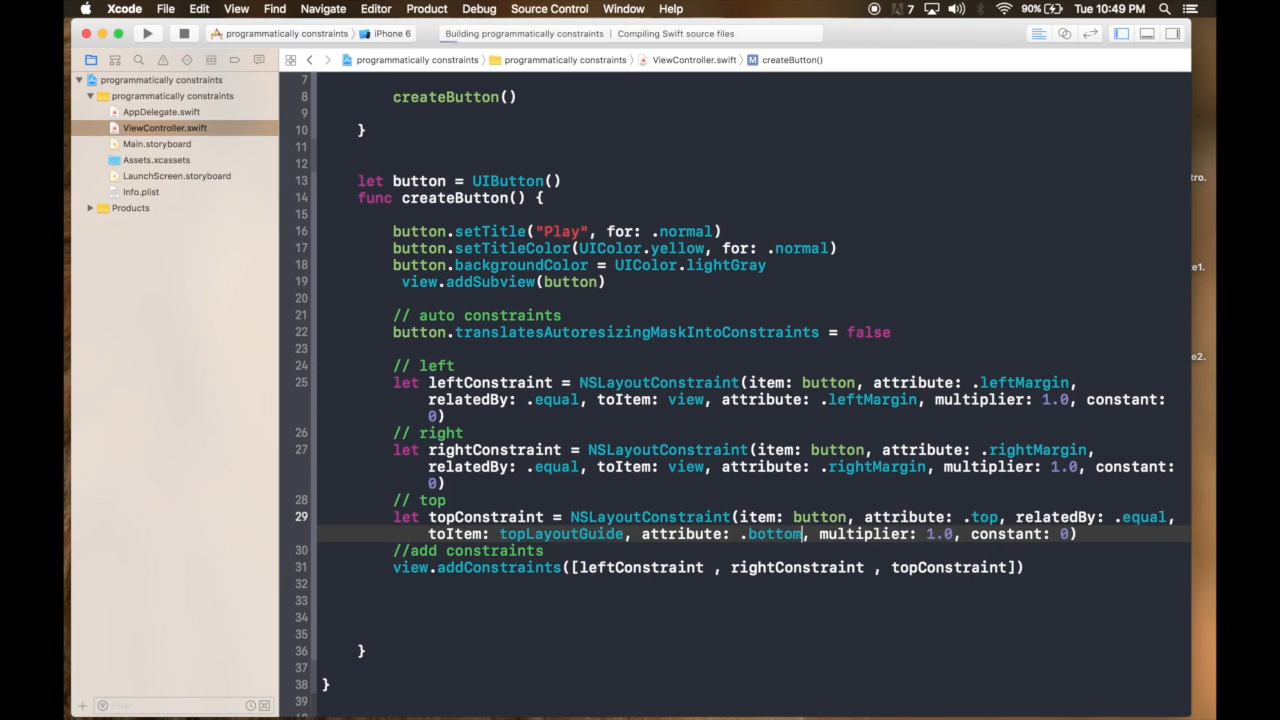 Xcode File Edit View Find Navigate Editor Product Debug Source Control Window Help 7 90% Tue 10:49 PM
programmatically constraints iPhone 6 Building programmatically constraints | Compiling Swift source files
programmatically constraints programmatically constraints ViewController.swift M createButton()
programmatically constraints
programmatically constraints
AppDelegate.swift
ViewController.swift
Main.storyboard
Assets.xcassets
LaunchScreen.storyboard
Info.plist
Products
Filter
7
8 createButton()
9
10 }
11
12
13 let button = UIButton()
14 func createButton() {
15
16 button.setTitle("Play", for: .normal)
17 button.setTitleColor(UIColor.yellow, for: .normal)
18 button.backgroundColor = UIColor.lightGray
19 view.addSubview(button)
20
21 // auto constraints
22 button.translatesAutoresizingMaskIntoConstraints = false
23
24 // left
25 let leftConstraint = NSLayoutConstraint(item: button, attribute: .leftMargin,
relatedBy: .equal, toItem: view, attribute: .leftMargin, multiplier: 1.0, constant:
0)
26 // right
27 let rightConstraint = NSLayoutConstraint(item: button, attribute: .rightMargin,
relatedBy: .equal, toItem: view, attribute: .rightMargin, multiplier: 1.0, constant:
0)
28 // top
29 let topConstraint = NSLayoutConstraint(item: button, attribute: .top, relatedBy: .equal,
toItem: topLayoutGuide, attribute: .bottom, multiplier: 1.0, constant: 0)
30 //add constraints
31 view.addConstraints([leftConstraint , rightConstraint , topConstraint])
32
33
34
35
36 }
37
38 }
39
tro.
te1.
te2.